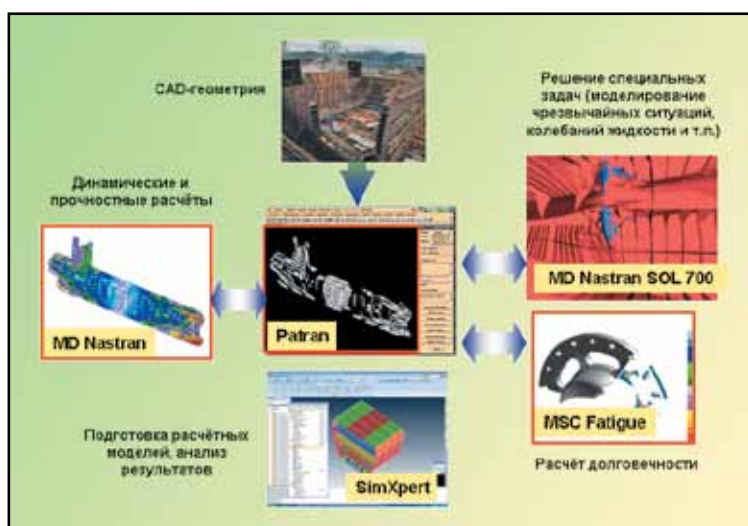 CAD-геометрия
Решение специальных
задач (моделирование
чрезвычайных ситуаций,
колебаний жидкости и т.п.)
Динамические и
прочностные расчёты
MD Nastran
Patran
MD Nastran SOL 700
MSC Fatigue
Подготовка расчётных
моделей, анализ
результатов
SimXpert
Расчёт долговечности